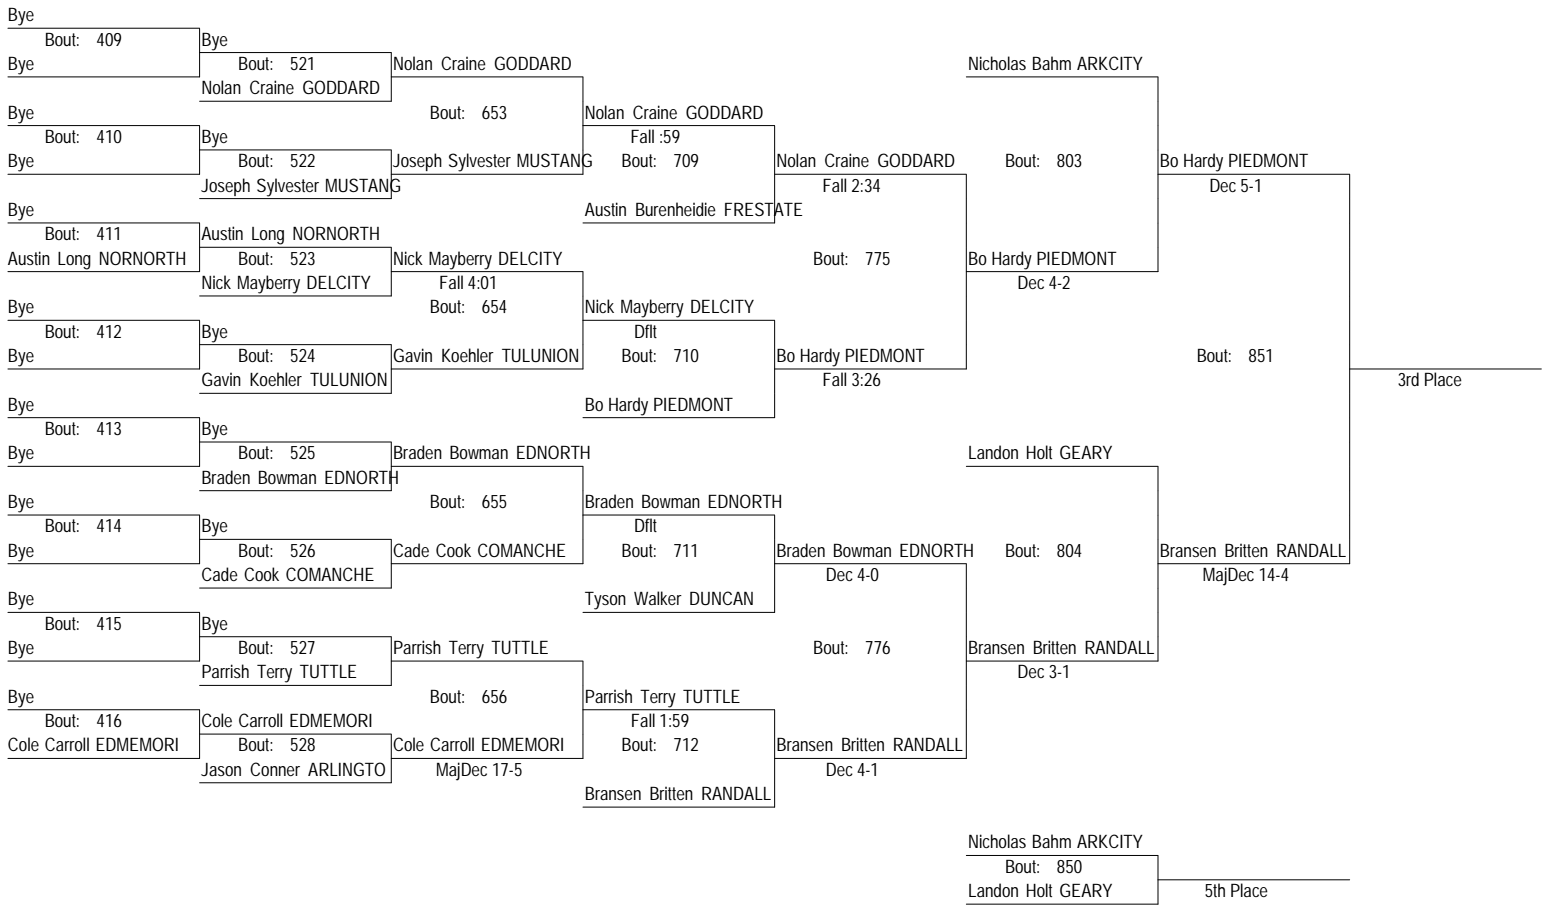 Bye
Bout: 409
Bye
Bye
Bout: 521
Nolan Craine GODDARD
Nolan Craine GODDARD
Nicholas Bahm ARKCITY
Bye
Bout: 410
Bye
Bout: 653
Nolan Craine GODDARD
Fall :59
Bye
Bout: 522
Joseph Sylvester MUSTANG
Joseph Sylvester MUSTANG
Bout: 709
Nolan Craine GODDARD
Fall 2:34
Bout: 803
Bo Hardy PIEDMONT
Dec 5-1
Bye
Bout: 411
Austin Long NORNORTH
Austin Burenheidie FRESTATE
Austin Long NORNORTH
Bout: 523
Nick Mayberry DELCITY
Nick Mayberry DELCITY
Fall 4:01
Bout: 775
Bo Hardy PIEDMONT
Dec 4-2
Bye
Bout: 412
Bye
Bout: 654
Nick Mayberry DELCITY
Dflt
Bye
Bout: 524
Gavin Koehler TULUNION
Gavin Koehler TULUNION
Bout: 710
Bo Hardy PIEDMONT
Fall 3:26
Bout: 851
3rd Place
Bye
Bout: 413
Bye
Bo Hardy PIEDMONT
Bye
Bout: 525
Braden Bowman EDNORTH
Braden Bowman EDNORTH
Landon Holt GEARY
Bye
Bout: 414
Bye
Bout: 655
Braden Bowman EDNORTH
Dflt
Bye
Bout: 526
Cade Cook COMANCHE
Cade Cook COMANCHE
Bout: 711
Braden Bowman EDNORTH
Dec 4-0
Bout: 804
Bransen Britten RANDALL
MajDec 14-4
Bye
Bout: 415
Bye
Tyson Walker DUNCAN
Bye
Bout: 527
Parrish Terry TUTTLE
Parrish Terry TUTTLE
Bout: 776
Bransen Britten RANDALL
Dec 3-1
Bye
Bout: 416
Cole Carroll EDMEMORI
Bout: 656
Parrish Terry TUTTLE
Fall 1:59
Cole Carroll EDMEMORI
Bout: 528
Jason Conner ARLINGTO
Cole Carroll EDMEMORI
MajDec 17-5
Bout: 712
Bransen Britten RANDALL
Bransen Britten RANDALL
Dec 4-1
Nicholas Bahm ARKCITY
Bout: 850
Landon Holt GEARY
5th Place